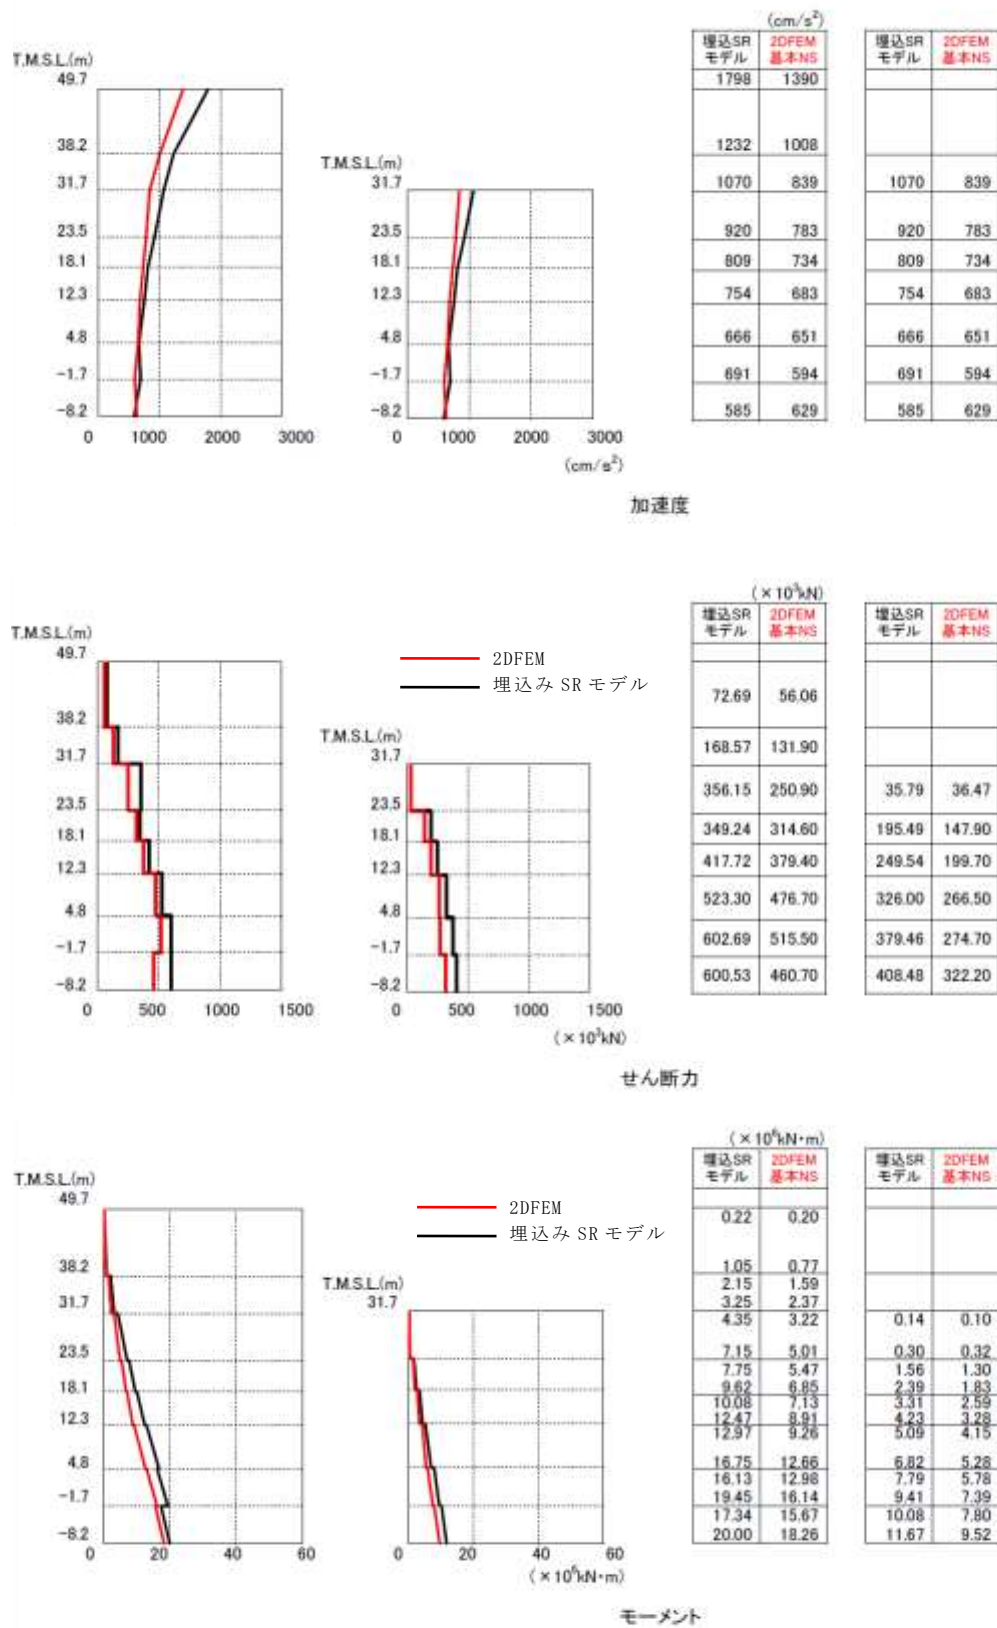 (cm/s²)
埋込SR モデル 2DFEM 基本NS 埋込SR モデル 2DFEM 基本NS
1798 1390
1232 1008
1070 839 1070 839
920 783 920 783
809 734 809 734
754 683 754 683
666 651 666 651
691 594 691 594
585 629 585 629
T.M.S.L.(m)
49.7
38.2
31.7
23.5
18.1
12.3
4.8
-1.7
-8.2
0 1000 2000 3000
T.M.S.L.(m)
31.7
23.5
18.1
12.3
4.8
-1.7
-8.2
0 1000 2000 3000
(cm/s²)
加速度
(×10³kN)
埋込SR モデル 2DFEM 基本NS 埋込SR モデル 2DFEM 基本NS
72.69 56.06
168.57 131.90
356.15 250.90 35.79 36.47
349.24 314.60 195.49 147.90
417.72 379.40 249.54 199.70
523.30 476.70 326.00 266.50
602.69 515.50 379.46 274.70
600.53 460.70 408.48 322.20
T.M.S.L.(m)
49.7
38.2
31.7
23.5
18.1
12.3
4.8
-1.7
-8.2
0 500 1000 1500
2DFEM
埋込み SR モデル
T.M.S.L.(m)
31.7
23.5
18.1
12.3
4.8
-1.7
-8.2
0 500 1000 1500
(×10³kN)
せん断力
(×10⁶kN・m)
埋込SR モデル 2DFEM 基本NS 埋込SR モデル 2DFEM 基本NS
0.22 0.20
1.05 0.77
2.15 1.59
3.25 2.37
4.35 3.22 0.14 0.10
7.15 5.01 0.30 0.32
7.75 5.47 1.56 1.30
9.62 6.85 2.39 1.83
10.08 7.13 3.31 2.59
12.47 8.91 4.23 3.28
12.97 9.26 5.09 4.15
16.75 12.66 6.82 5.28
16.13 12.98 7.79 5.78
19.45 16.14 9.41 7.39
17.34 15.67 10.08 7.80
20.00 18.26 11.67 9.52
T.M.S.L.(m)
49.7
38.2
31.7
23.5
18.1
12.3
4.8
-1.7
-8.2
0 20 40 60
2DFEM
埋込み SR モデル
T.M.S.L.(m)
31.7
0 20 40 60
(×10⁶kN・m)
モーメント